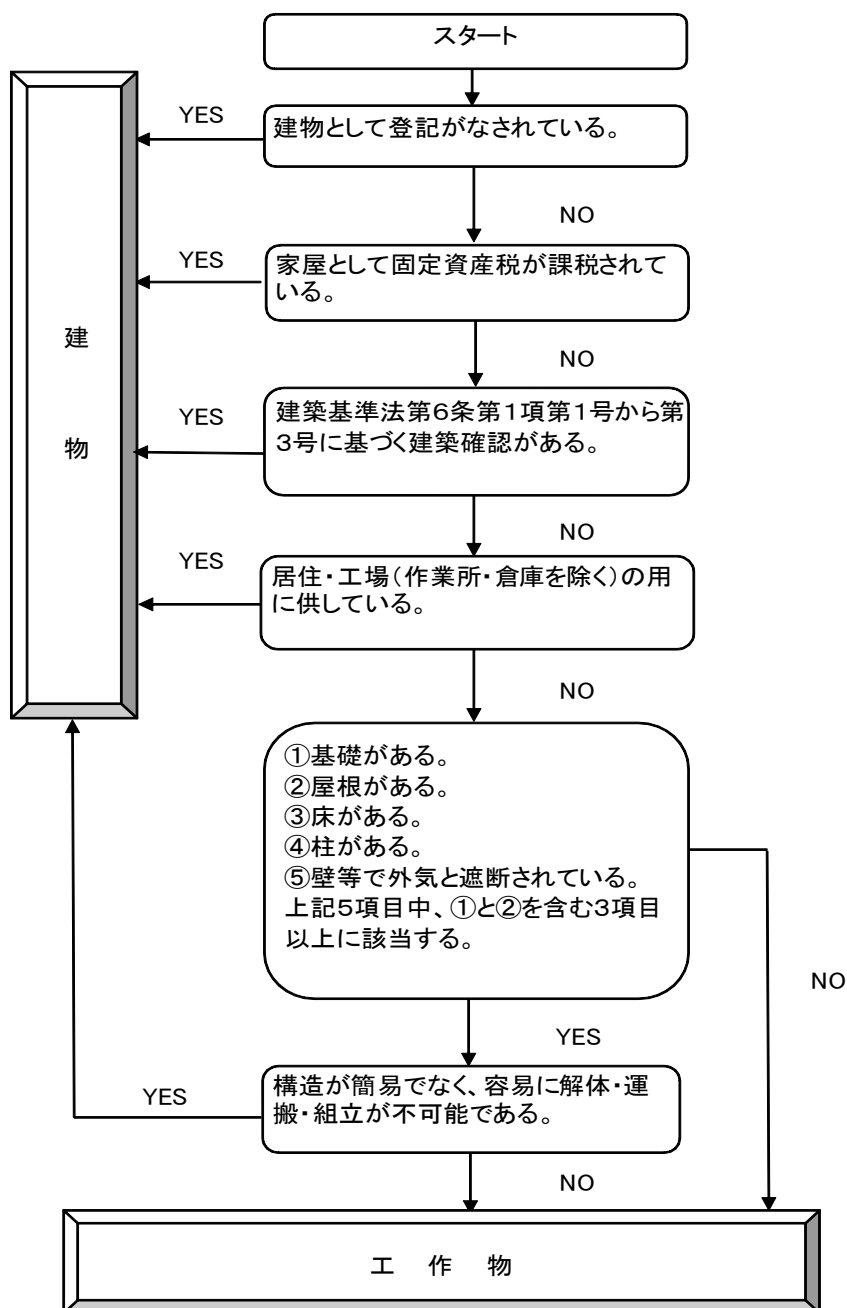 スタート
YES
建物として登記がなされている。
NO
YES
家屋として固定資産税が課税されて
いる。
NO
建
物
YES
建築基準法第6条第1項第1号から第
3号に基づく建築確認がある。
NO
YES
居住・工場(作業所・倉庫を除く)の用
に供している。
NO
①基礎がある。
②屋根がある。
③床がある。
④柱がある。
⑤壁等で外気と遮断されている。
上記5項目中、①と②を含む3項目
以上に該当する。
NO
YES
YES
構造が簡易でなく、容易に解体・運
搬・組立が不可能である。
NO
工 作 物